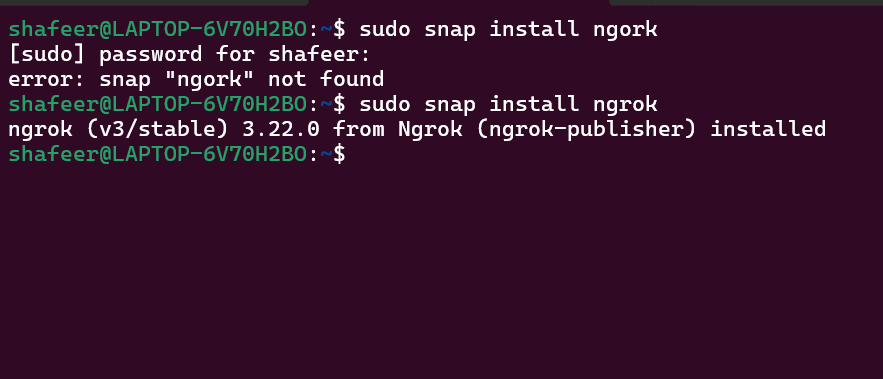 shafeer@LAPTOP-6V70H2BO:~$ sudo snap install ngork
[sudo] password for shafeer:
error: snap "ngork" not found
shafeer@LAPTOP-6V70H2BO:~$ sudo snap install ngrok
ngrok (v3/stable) 3.22.0 from Ngrok (ngrok-publisher) installed
shafeer@LAPTOP-6V70H2BO:~$